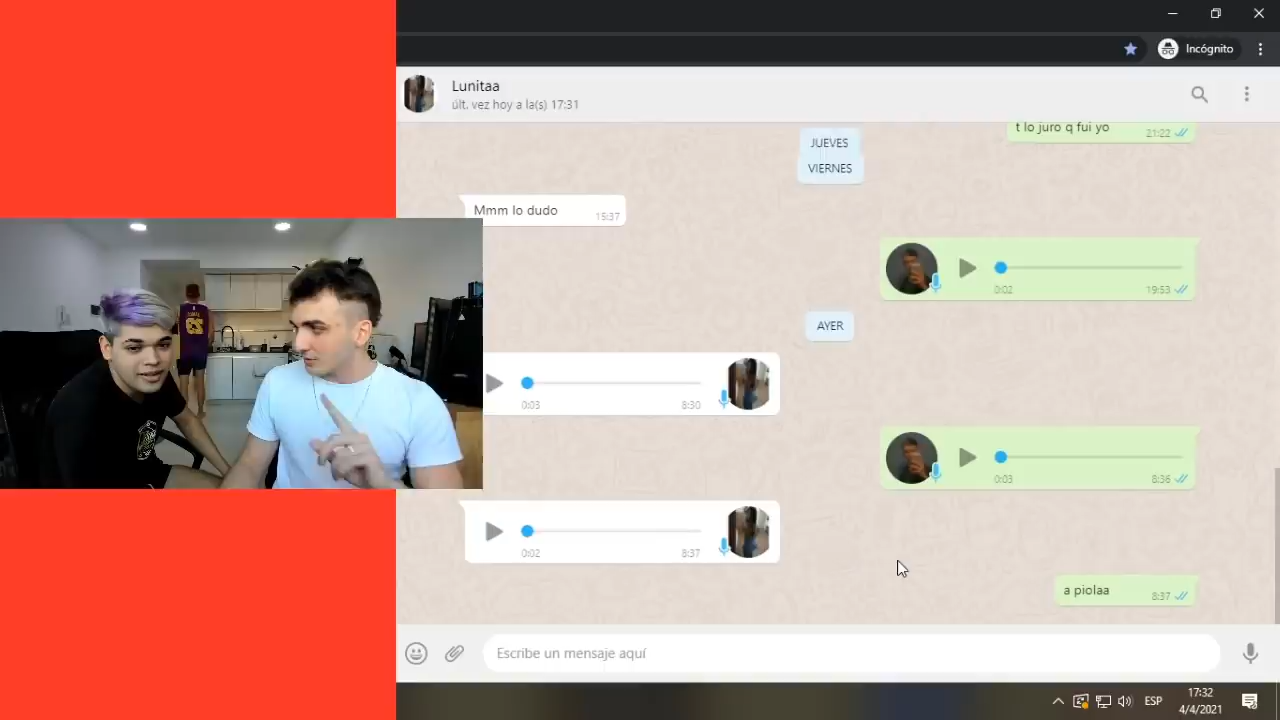 Incógnito
Lunitaa
últ. vez hoy a la(s) 17:31
t lo juro q fui yo
21:22
JUEVES
VIERNES
Mmm lo dudo
15:37
0:02
19:53
AYER
0:03
8:30
0:03
8:36
0:02
8:37
a piolaa
8:37
Escribe un mensaje aquí
ESP
17:32
4/4/2021